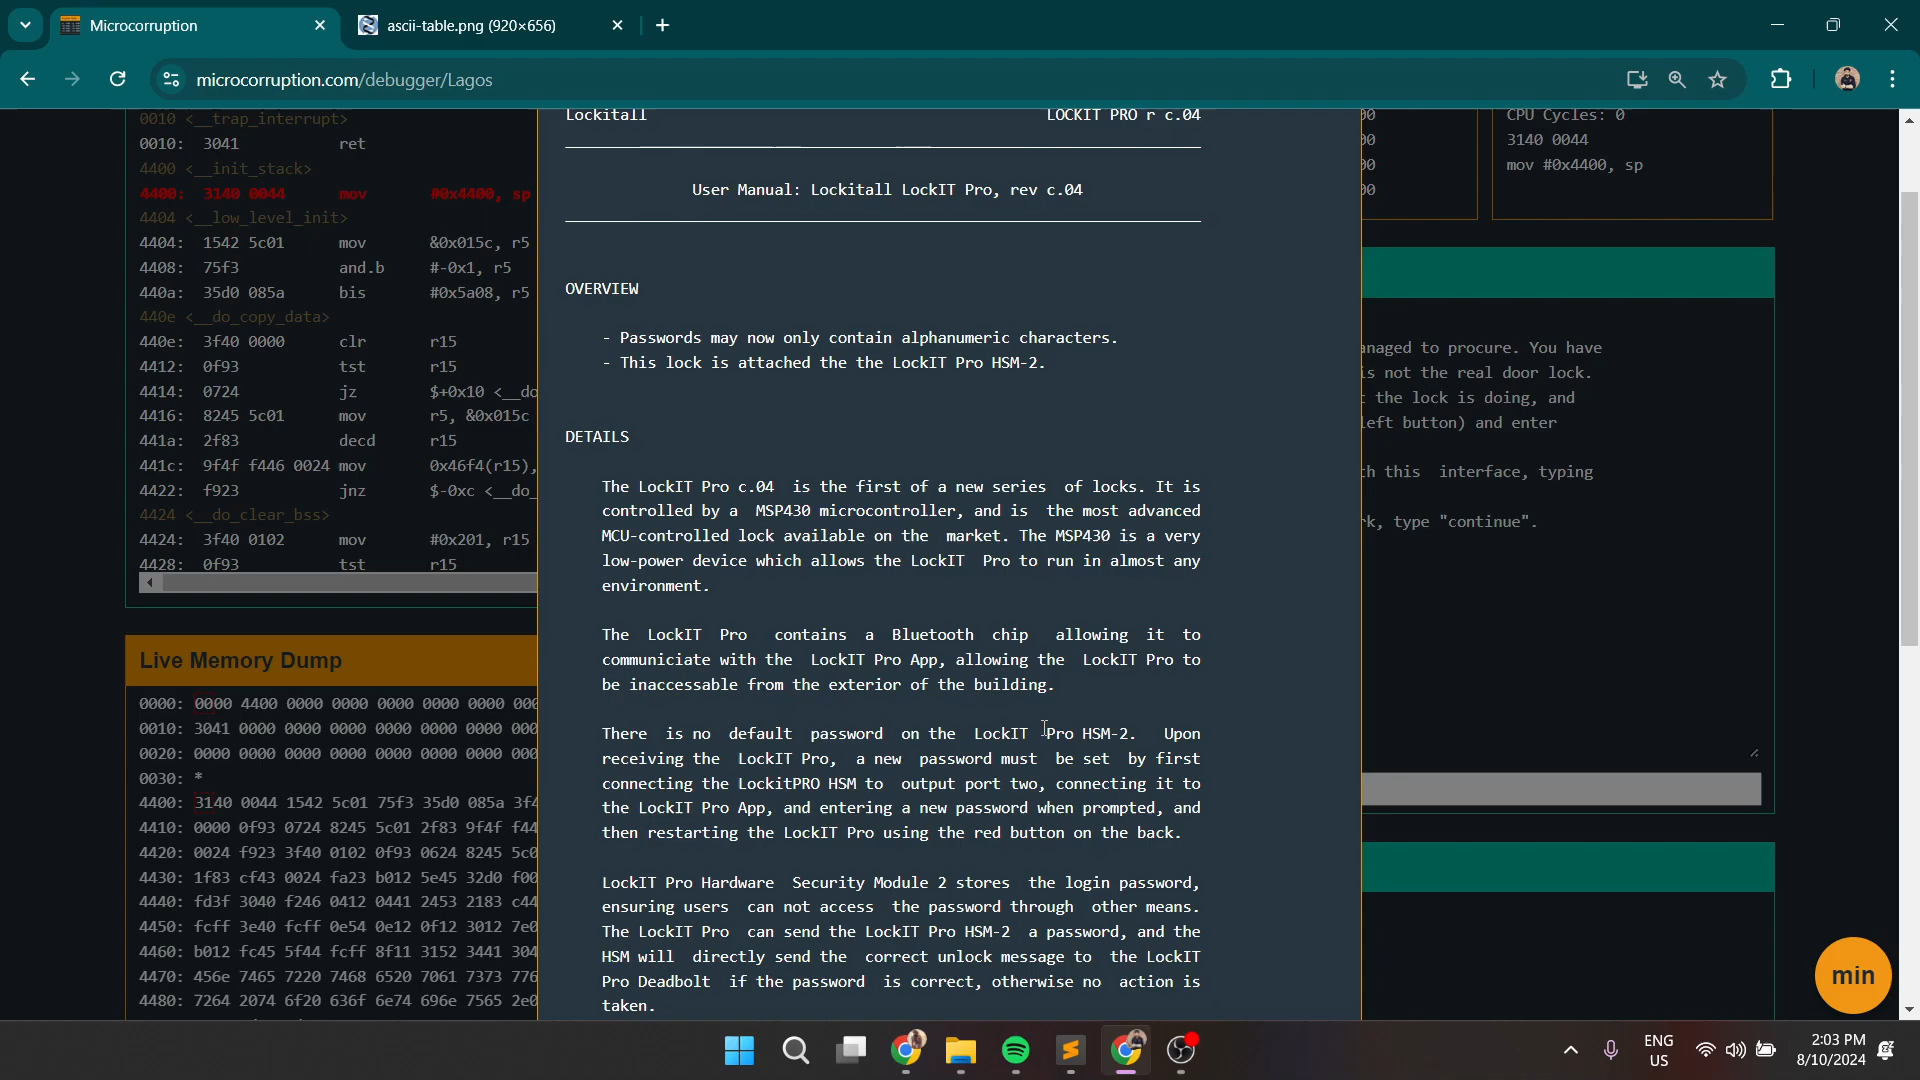 Microcorruption
ascii-table.png (920×656)
microcorruption.com/debugger/Lagos
0010 <__trap_interrupt>
0010: 3041 ret
4400 <__init_stack>
4400: 3140 0044 mov #0x4400, sp
4404 <__low_level_init>
4404: 1542 5c01 mov &0x015c, r5
4408: 75f3 and.b #-0x1, r5
440a: 35d0 085a bis #0x5a08, r5
440e <__do_copy_data>
440e: 3f40 0000 clr r15
4412: 0f93 tst r15
4414: 0724 jz $+0x10 <__do
4416: 8245 5c01 mov r5, &0x015c
441a: 2f83 decd r15
441c: 9f4f f446 0024 mov 0x46f4(r15),
4422: f923 jnz $-0xc <__do_
4424 <__do_clear_bss>
4424: 3f40 0102 mov #0x201, r15
4428: 0f93 tst r15
Live Memory Dump
0000: 0000 4400 0000 0000 0000 0000 0000 000
0010: 3041 0000 0000 0000 0000 0000 0000 000
0020: 0000 0000 0000 0000 0000 0000 0000 000
0030: *
4400: 3140 0044 1542 5c01 75f3 35d0 085a 3f4
4410: 0000 0f93 0724 8245 5c01 2f83 9f4f f44
4420: 0024 f923 3f40 0102 0f93 0624 8245 5c0
4430: 1f83 cf43 0024 fa23 b012 5e45 32d0 f00
4440: fd3f 3040 f246 0412 0441 2453 2183 c44
4450: fcff 3e40 fcff 0e54 0e12 0f12 3012 7e0
4460: b012 fc45 5f44 fcff 8f11 3152 3441 304
4470: 456e 7465 7220 7468 6520 7061 7373 776
4480: 7264 2074 6f20 636f 6e74 696e 7565 2e0
Lockitall LOCKIT PRO r c.04
User Manual: Lockitall LockIT Pro, rev c.04
OVERVIEW
- Passwords may now only contain alphanumeric characters.
- This lock is attached the the LockIT Pro HSM-2.
DETAILS
The LockIT Pro c.04 is the first of a new series of locks. It is
controlled by a MSP430 microcontroller, and is the most advanced
MCU-controlled lock available on the market. The MSP430 is a very
low-power device which allows the LockIT Pro to run in almost any
environment.
The LockIT Pro contains a Bluetooth chip allowing it to
communiciate with the LockIT Pro App, allowing the LockIT Pro to
be inaccessable from the exterior of the building.
There is no default password on the LockIT Pro HSM-2. Upon
receiving the LockIT Pro, a new password must be set by first
connecting the LockitPRO HSM to output port two, connecting it to
the LockIT Pro App, and entering a new password when prompted, and
then restarting the LockIT Pro using the red button on the back.
LockIT Pro Hardware Security Module 2 stores the login password,
ensuring users can not access the password through other means.
The LockIT Pro can send the LockIT Pro HSM-2 a password, and the
HSM will directly send the correct unlock message to the LockIT
Pro Deadbolt if the password is correct, otherwise no action is
taken.
00
00
00
00
CPU Cycles: 0
3140 0044
mov #0x4400, sp
anaged to procure. You have
is not the real door lock.
t the lock is doing, and
left button) and enter
th this interface, typing
rk, type "continue".
min
ENG
US
2:03 PM
8/10/2024